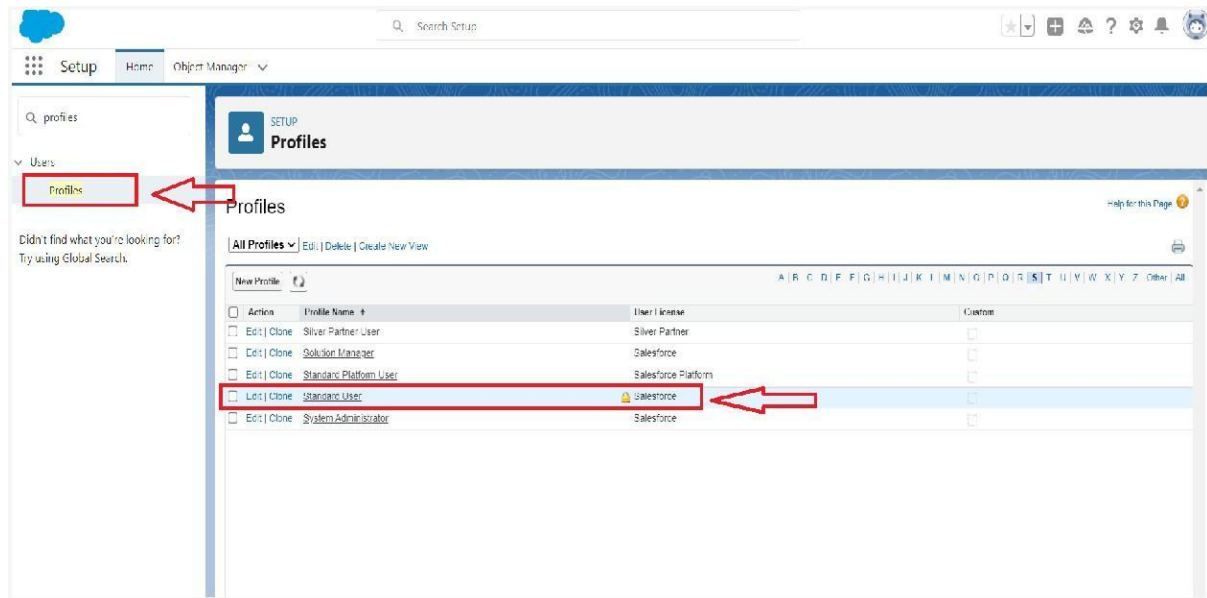 Search Setup
Setup Home Object Manager
profiles
Users
Profiles
Didn't find what you're looking for?
Try using Global Search.
SETUP
Profiles
Profiles
Help for this Page
All Profiles Edit | Delete | Create New View
New Profile
A | B | C | D | E | F | G | H | I | J | K | L | M | N | O | P | Q | R | S | T | U | V | W | X | Y | Z | Other | All
Action Profile Name User License Custom
Edit | Clone Silver Partner User Silver Partner
Edit | Clone Solution Manager Salesforce
Edit | Clone Standard Platform User Salesforce Platform
Edit | Clone Standard User Salesforce
Edit | Clone System Administrator Salesforce